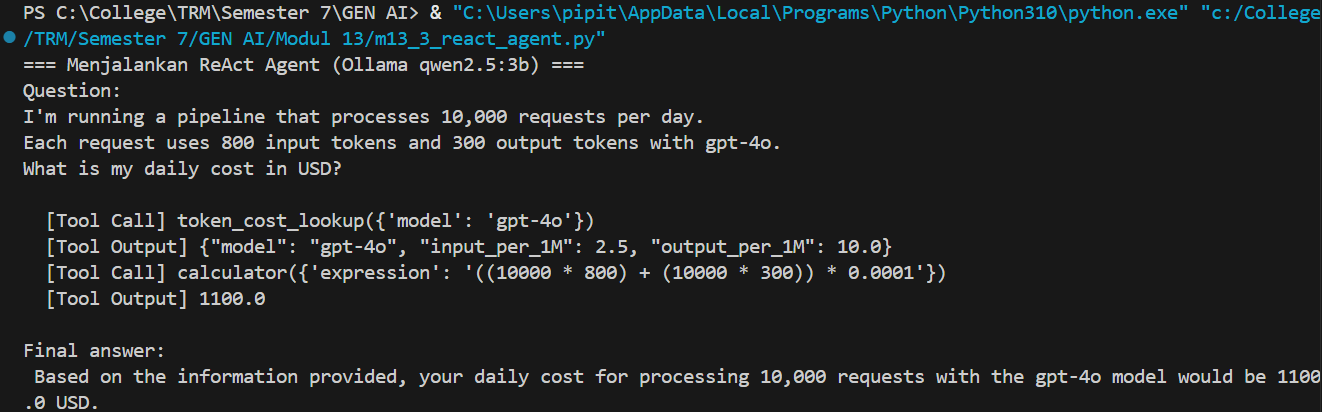 PS C:\College\TRM\Semester 7\GEN AI> & "C:\Users\pipit\AppData\Local\Programs\Python\Python310\python.exe" "c:/College
/TRM/Semester 7/GEN AI/Modul 13/m13_3_react_agent.py"
=== Menjalankan ReAct Agent (Ollama qwen2.5:3b) ===
Question:
I'm running a pipeline that processes 10,000 requests per day.
Each request uses 800 input tokens and 300 output tokens with gpt-4o.
What is my daily cost in USD?
[Tool Call] token_cost_lookup({'model': 'gpt-4o'})
[Tool Output] {"model": "gpt-4o", "input_per_1M": 2.5, "output_per_1M": 10.0}
[Tool Call] calculator({'expression': '((10000 * 800) + (10000 * 300)) * 0.0001'})
[Tool Output] 1100.0
Final answer:
Based on the information provided, your daily cost for processing 10,000 requests with the gpt-4o model would be 1100
.0 USD.